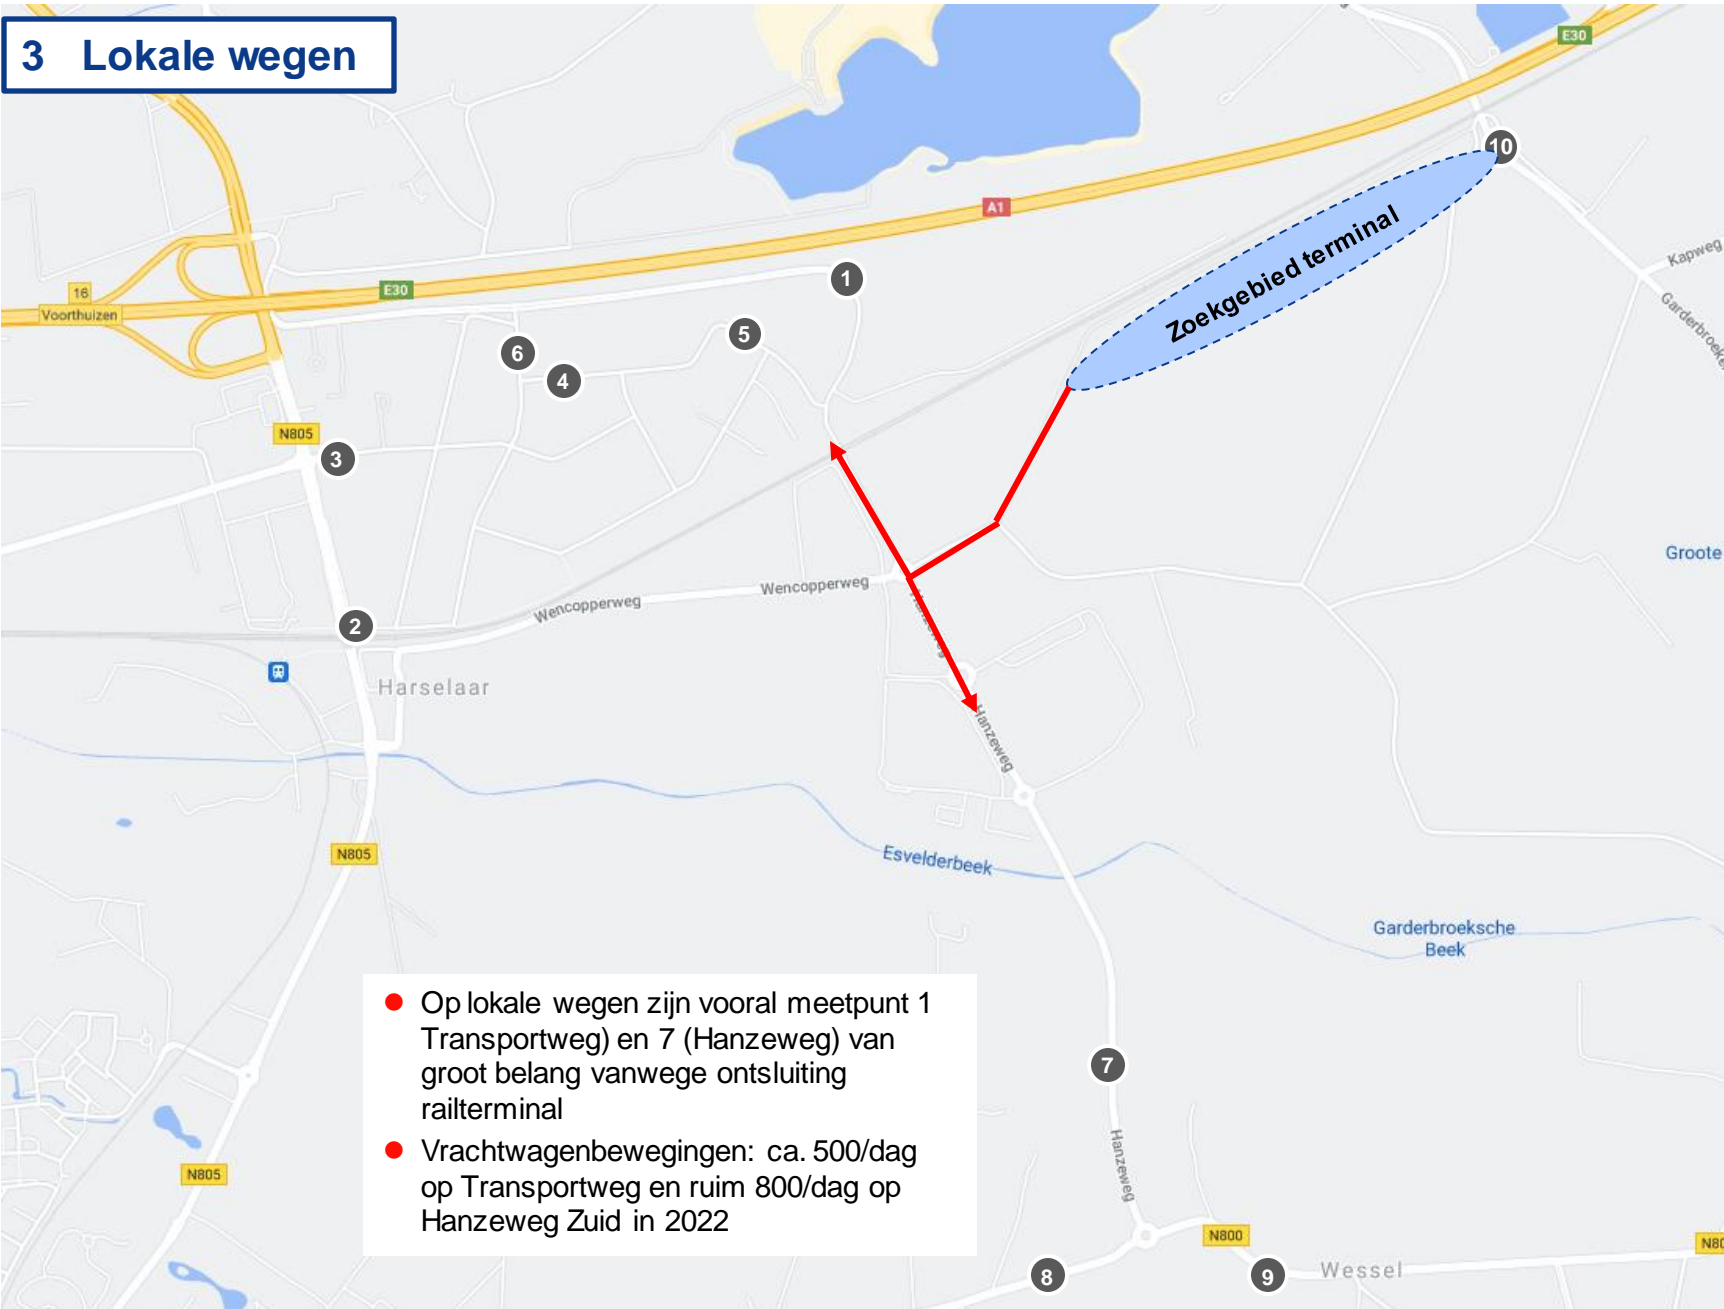 3 Lokale wegen
E30
10
A1
Zoekgebied terminal
Kapweg
16
Voorthuizen
E30
1
5
6
4
N805
3
Groote
Wencopperweg
Wencopperweg
2
Hanzeweg
Harselaar
Hanzeweg
N805
Esvelderbeek
Garderbroeksche
Beek
● Op lokale wegen zijn vooral meetpunt 1
Transportweg) en 7 (Hanzeweg) van
groot belang vanwege ontsluiting
railterminal
● Vrachtwagenbewegingen: ca. 500/dag
op Transportweg en ruim 800/dag op
Hanzeweg Zuid in 2022
7
Hanzeweg
N805
N800
8
9
Wessel